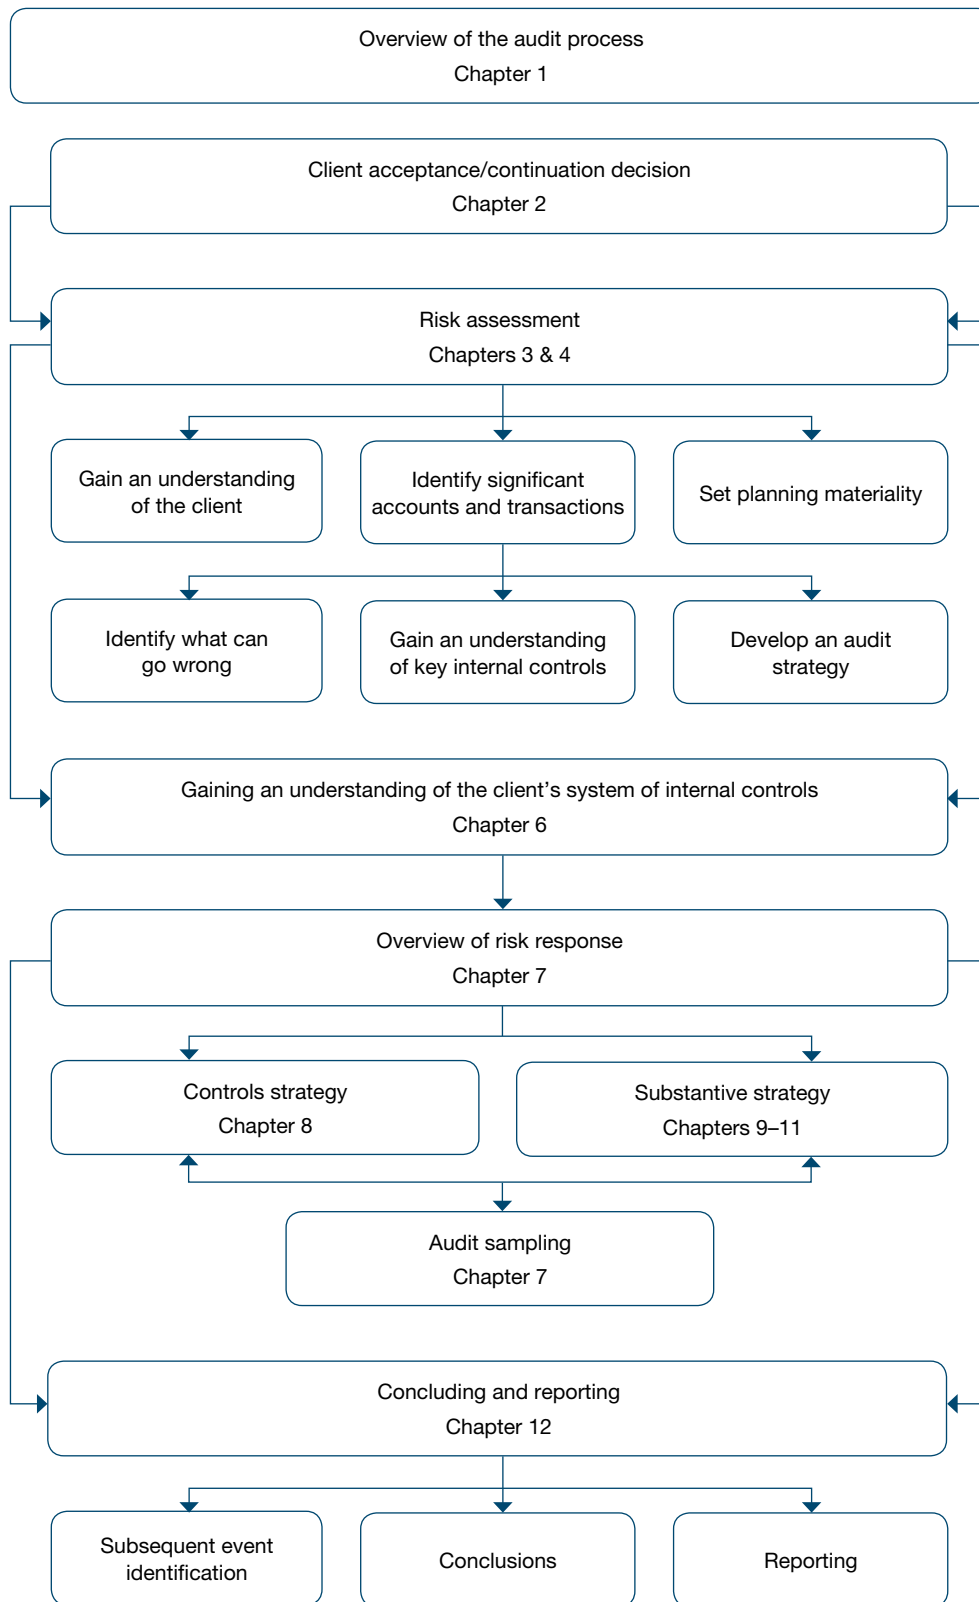 Overview of the audit process
Chapter 1
Client acceptance/continuation decision
Chapter 2
Risk assessment
Chapters 3 & 4
Gain an understanding
of the client
Identify significant
accounts and transactions
Set planning materiality
Identify what can
go wrong
Gain an understanding
of key internal controls
Develop an audit
strategy
Gaining an understanding of the client’s system of internal controls
Chapter 6
Overview of risk response
Chapter 7
Controls strategy
Chapter 8
Substantive strategy
Chapters 9–11
Audit sampling
Chapter 7
Concluding and reporting
Chapter 12
Subsequent event
identification
Conclusions
Reporting